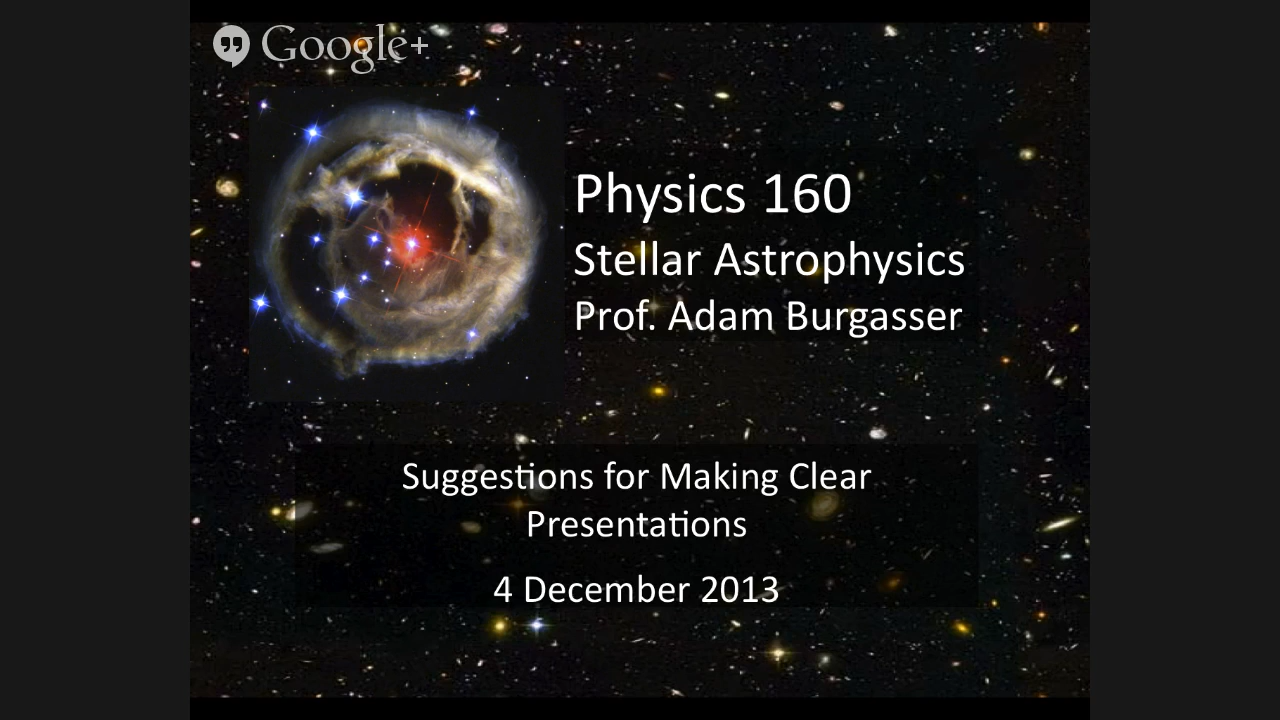 Google+
Physics 160
Stellar Astrophysics
Prof. Adam Burgasser
Suggestions for Making Clear
Presentations
4 December 2013